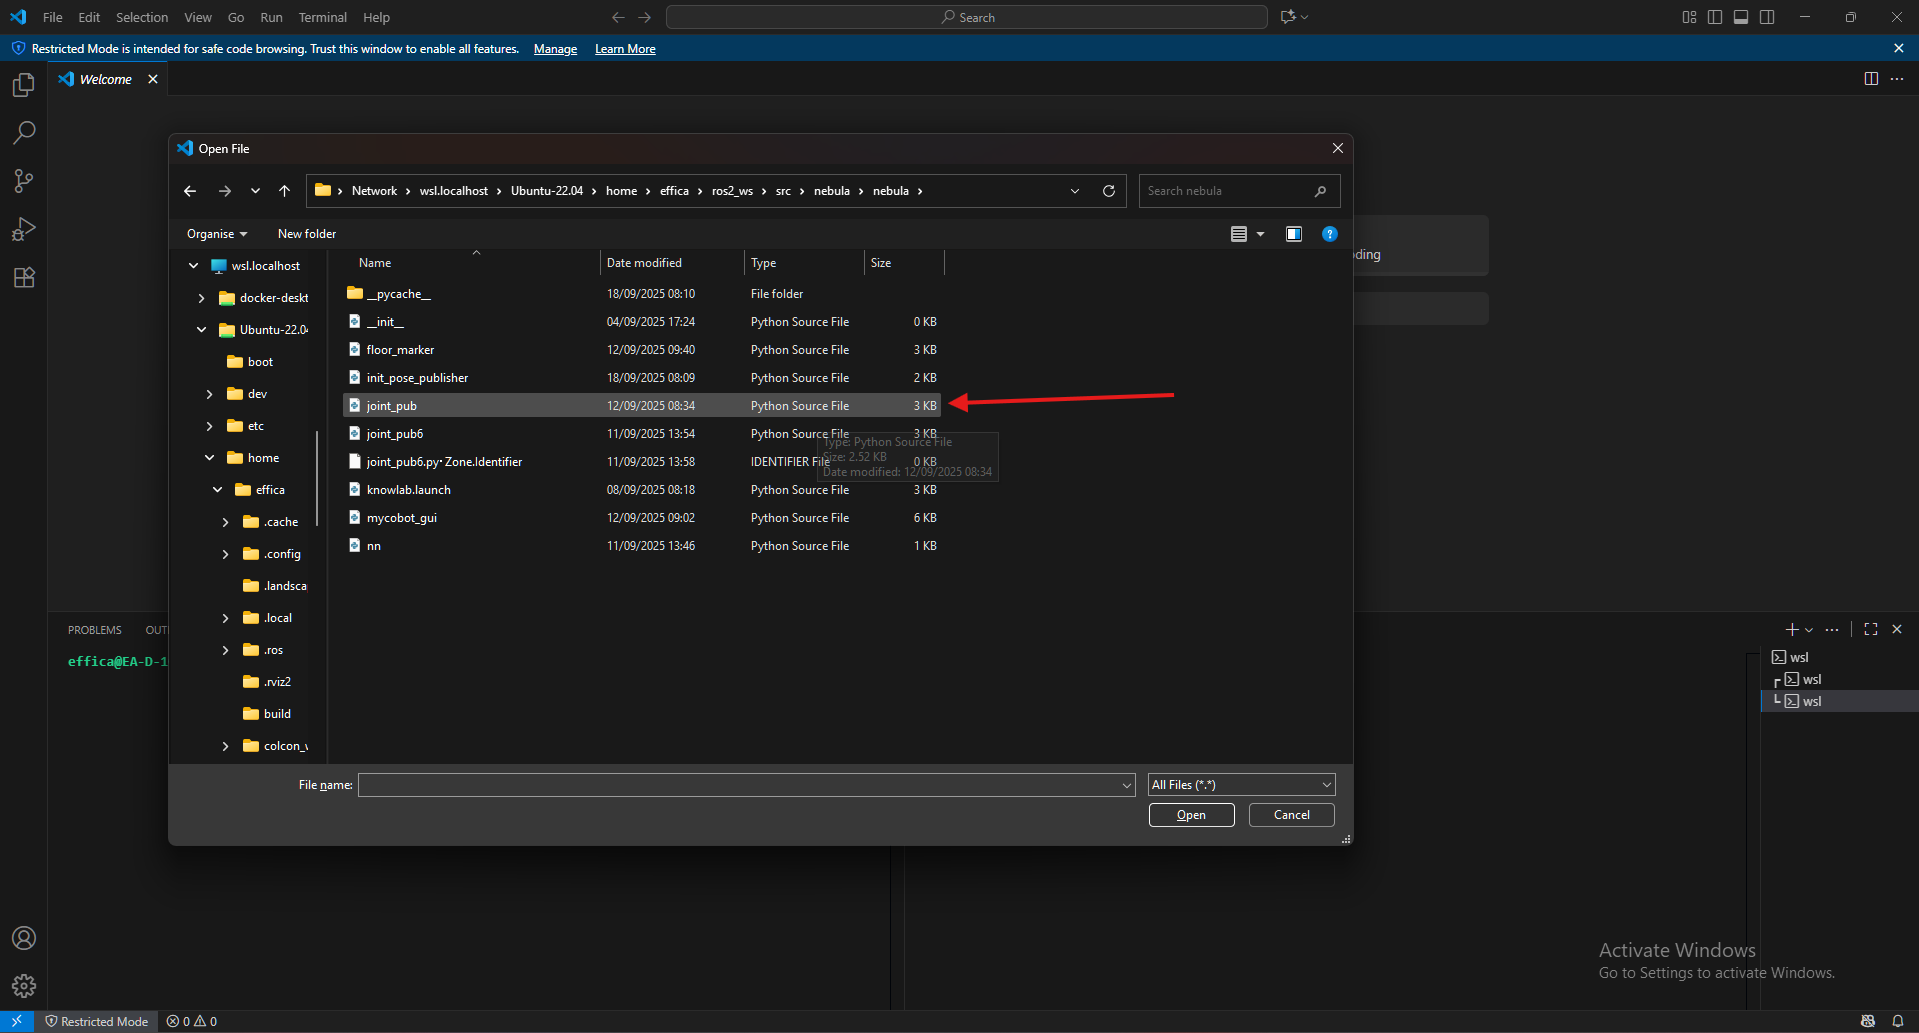 File Edit Selection View Go Run Terminal Help Search
Restricted Mode is intended for safe code browsing. Trust this window to enable all features. Manage Learn More
Welcome
Open File
Network wsl.localhost Ubuntu-22.04 home effica ros2_ws src nebula nebula
Search nebula
Organise New folder
wsl.localhost
docker-deskt
Ubuntu-22.04
boot
dev
etc
home
effica
.cache
.config
.landsca
.local
.ros
.rviz2
build
colcon_v
Name Date modified Type Size
__pycache__ 18/09/2025 08:10 File folder
__init__ 04/09/2025 17:24 Python Source File 0 KB
floor_marker 12/09/2025 09:40 Python Source File 3 KB
init_pose_publisher 18/09/2025 08:09 Python Source File 2 KB
joint_pub 12/09/2025 08:34 Python Source File 3 KB
joint_pub6 11/09/2025 13:54 Python Source File 3 KB
joint_pub6.py·Zone.Identifier 11/09/2025 13:58 IDENTIFIER File 0 KB
knowlab.launch 08/09/2025 08:18 Python Source File 3 KB
mycobot_gui 12/09/2025 09:02 Python Source File 6 KB
nn 11/09/2025 13:46 Python Source File 1 KB
Type: Python Source File
Size: 2.52 KB
Date modified: 12/09/2025 08:34
File name: All Files (*.*)
Open Cancel
oding
PROBLEMS OUT
effica@EA-D-1
wsl
wsl
wsl
Activate Windows
Go to Settings to activate Windows.
Restricted Mode 0 0